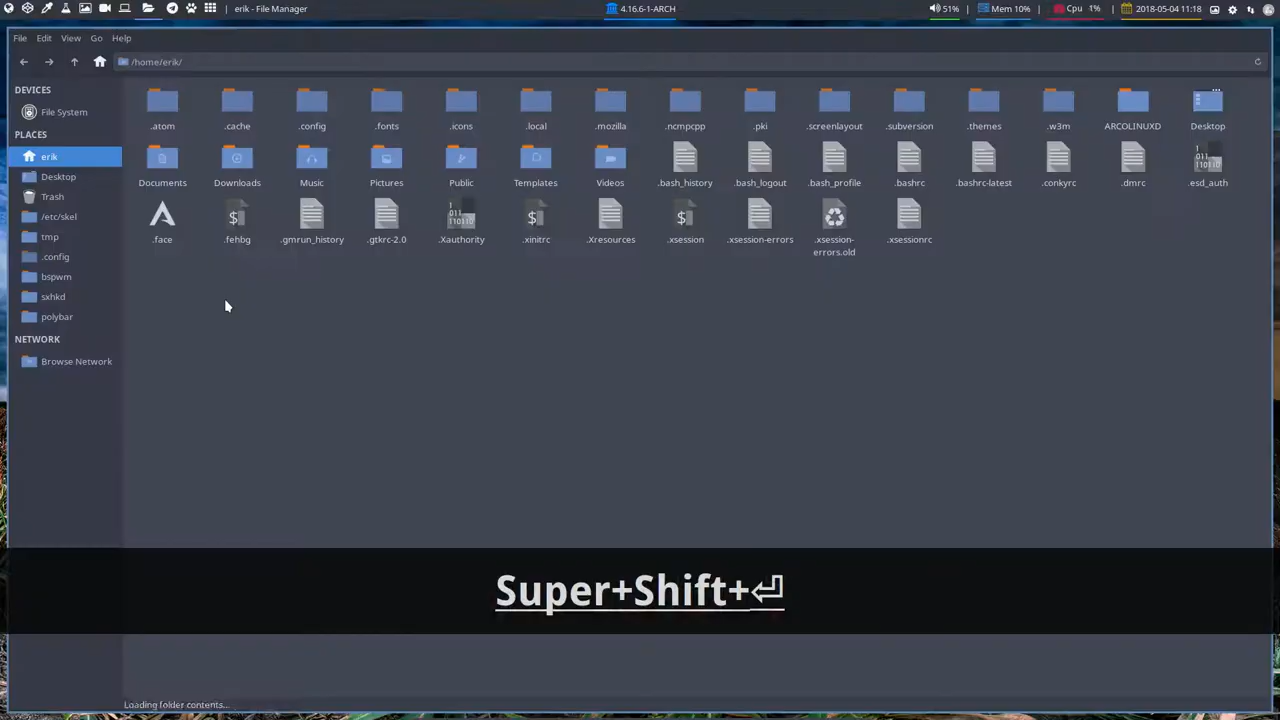 erik - File Manager
4.16.6-1-ARCH
51%
Mem 10%
Cpu 1%
2018-05-04 11:18
File Edit View Go Help
/home/erik/
DEVICES
File System
PLACES
erik
Desktop
Trash
/etc/skel
tmp
.config
bspwm
sxhkd
polybar
NETWORK
Browse Network
.atom .cache .config .fonts .icons .local .mozilla .ncmpcpp .pki .screenlayout .subversion .themes .w3m ARCOLINUXD Desktop
Documents Downloads Music Pictures Public Templates Videos .bash_history .bash_logout .bash_profile .bashrc .bashrc-latest .conkyrc .dmrc .esd_auth
.face .fehbg .gmrun_history .gtkrc-2.0 .Xauthority .xinitrc .Xresources .xsession .xsession-errors .xsession-errors.old .xsessionrc
Super+Shift+⏎
Loading folder contents...